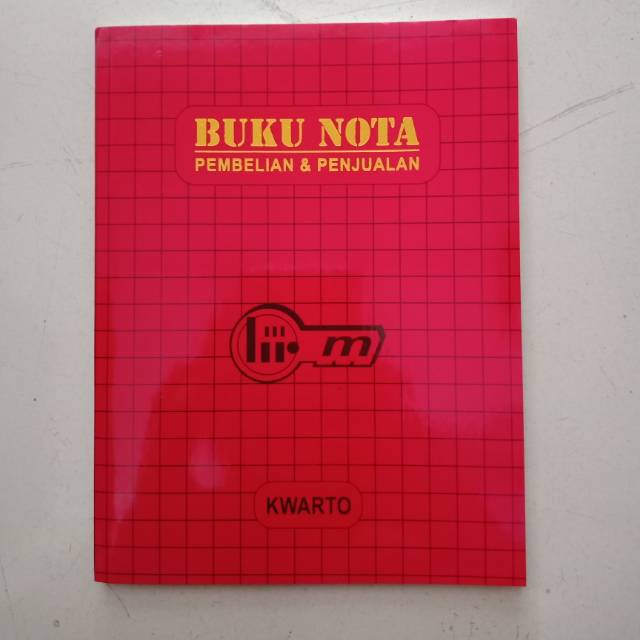 BUKU NOTA
PEMBELIAN & PENJUALAN
m
KWARTO